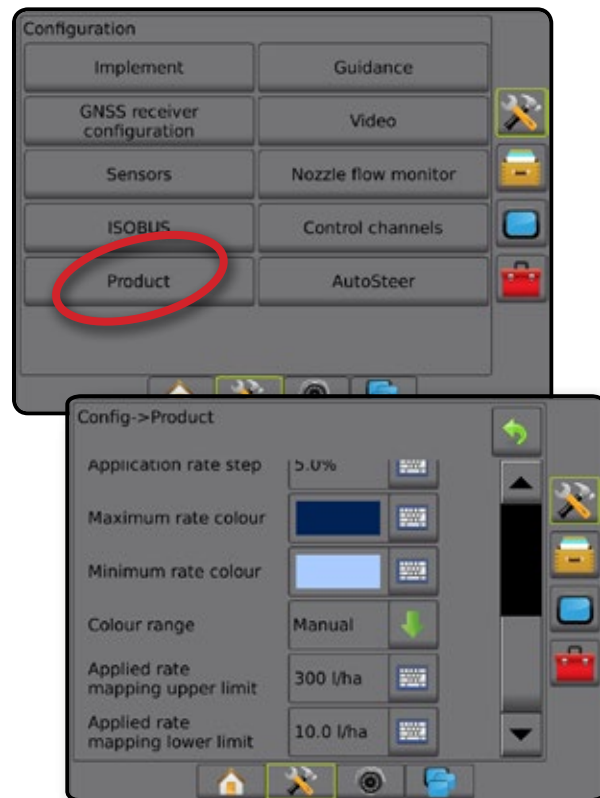 Configuration
Implement
Guidance
GNSS receiver
configuration
Video
Sensors
Nozzle flow monitor
ISOBUS
Control channels
Product
AutoSteer
Config->Product
Application rate step
5.0%
Maximum rate colour
Minimum rate colour
Colour range
Manual
Applied rate
mapping upper limit
300 l/ha
Applied rate
mapping lower limit
10.0 l/ha